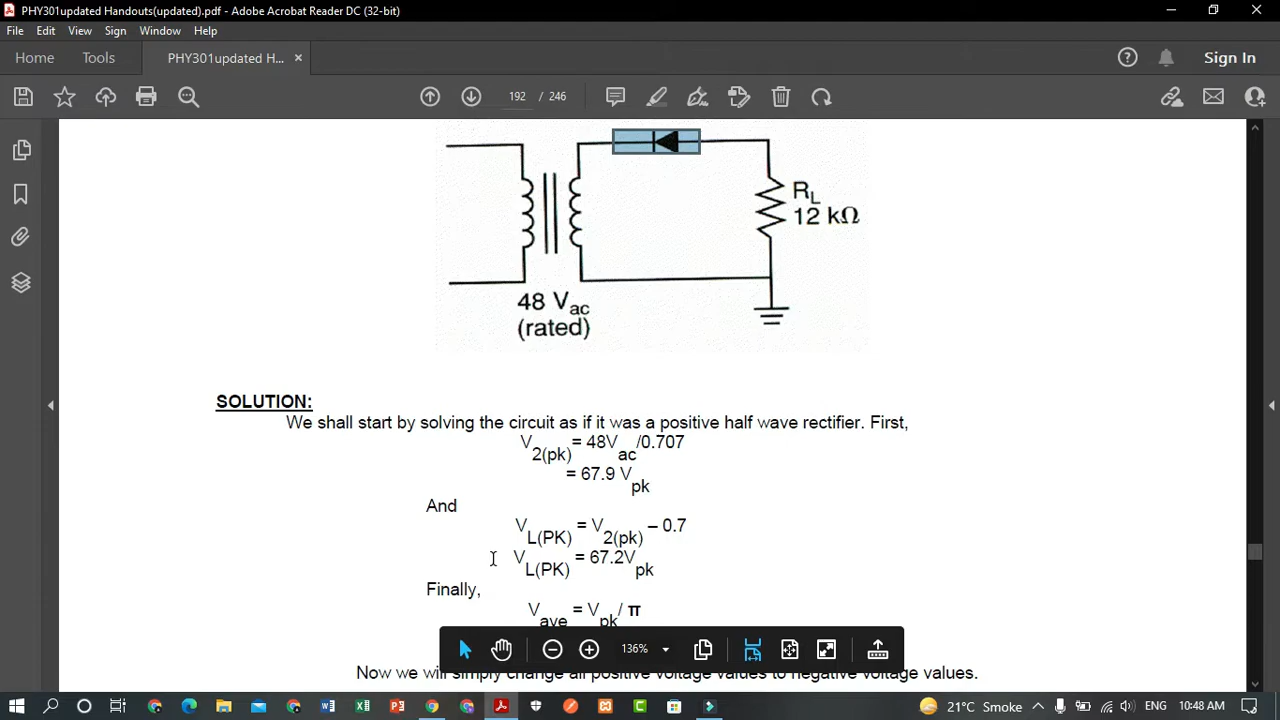 PHY301updated Handouts(updated).pdf - Adobe Acrobat Reader DC (32-bit)
File Edit View Sign Window Help
Home Tools PHY301updated H... × Sign In
192 / 246
RL
12 kΩ
48 Vac
(rated)
SOLUTION:
We shall start by solving the circuit as if it was a positive half wave rectifier. First,
V2(pk) = 48Vac/0.707
= 67.9 Vpk
And
VL(PK) = V2(pk) – 0.7
VL(PK) = 67.2Vpk
Finally,
Vave = Vpk/ π
136%
Now we will simply change all positive voltage values to negative voltage values.
21°C Smoke ENG 10:48 AM